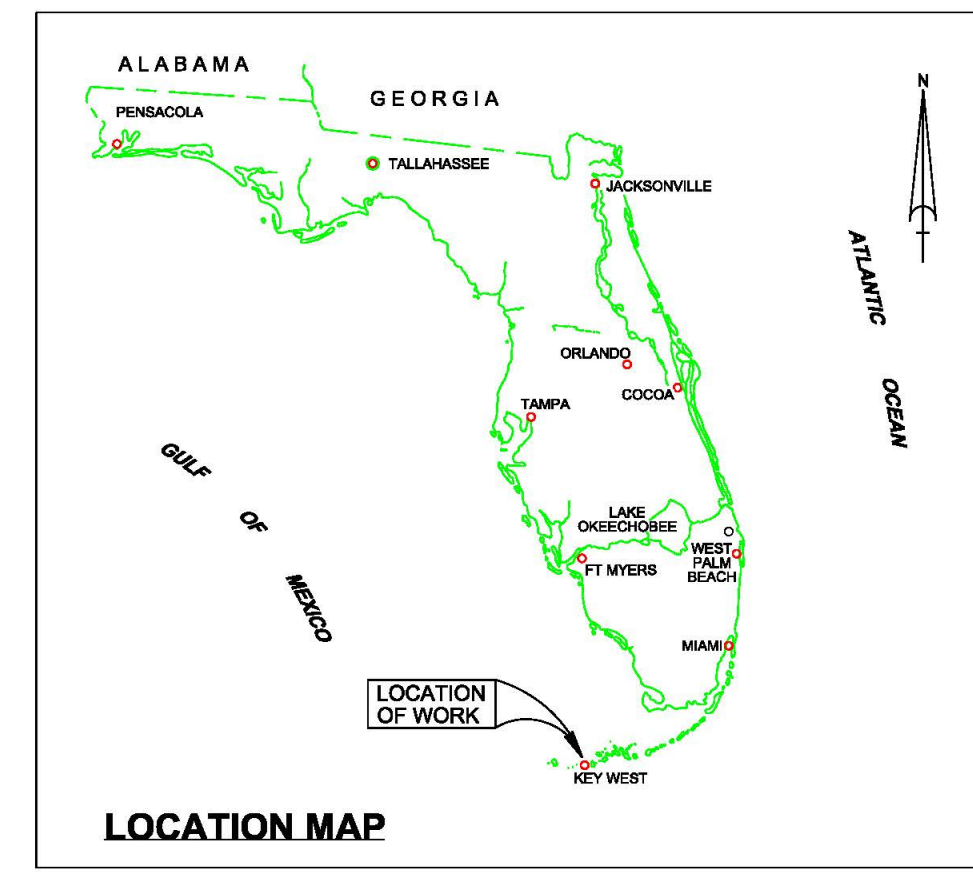 ALABAMA
GEORGIA
N
PENSACOLA
TALLAHASSEE
JACKSONVILLE
ATLANTIC
OCEAN
ORLANDO
COCOA
TAMPA
GULF
OF
MEXICO
LAKE
OKEECHOBEE
WEST
PALM
BEACH
FT MYERS
MIAMI
LOCATION
OF WORK
KEY WEST
LOCATION MAP